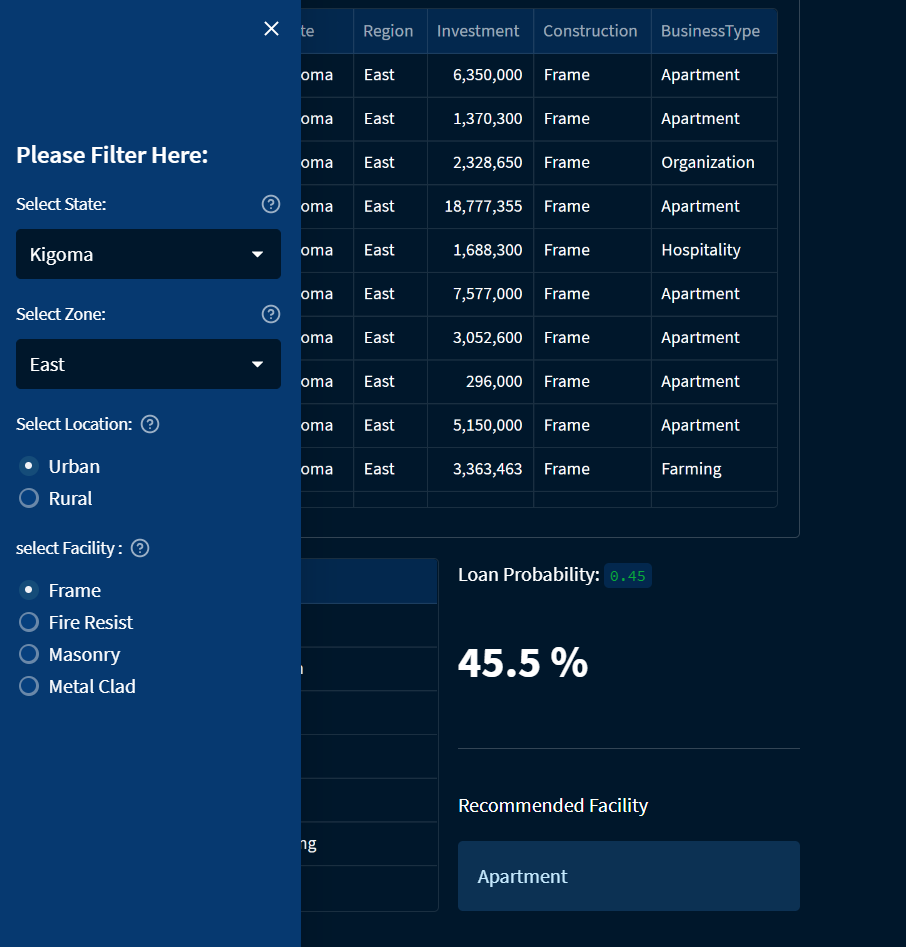 Please Filter Here:
Select State:
Kigoma
Select Zone:
East
Select Location:
Urban
Rural
select Facility :
Frame
Fire Resist
Masonry
Metal Clad
te Region Investment Construction BusinessType
oma East 6,350,000 Frame Apartment
oma East 1,370,300 Frame Apartment
oma East 2,328,650 Frame Organization
oma East 18,777,355 Frame Apartment
oma East 1,688,300 Frame Hospitality
oma East 7,577,000 Frame Apartment
oma East 3,052,600 Frame Apartment
oma East 296,000 Frame Apartment
oma East 5,150,000 Frame Apartment
oma East 3,363,463 Frame Farming
ng
Loan Probability: 0.45
45.5 %
Recommended Facility
Apartment